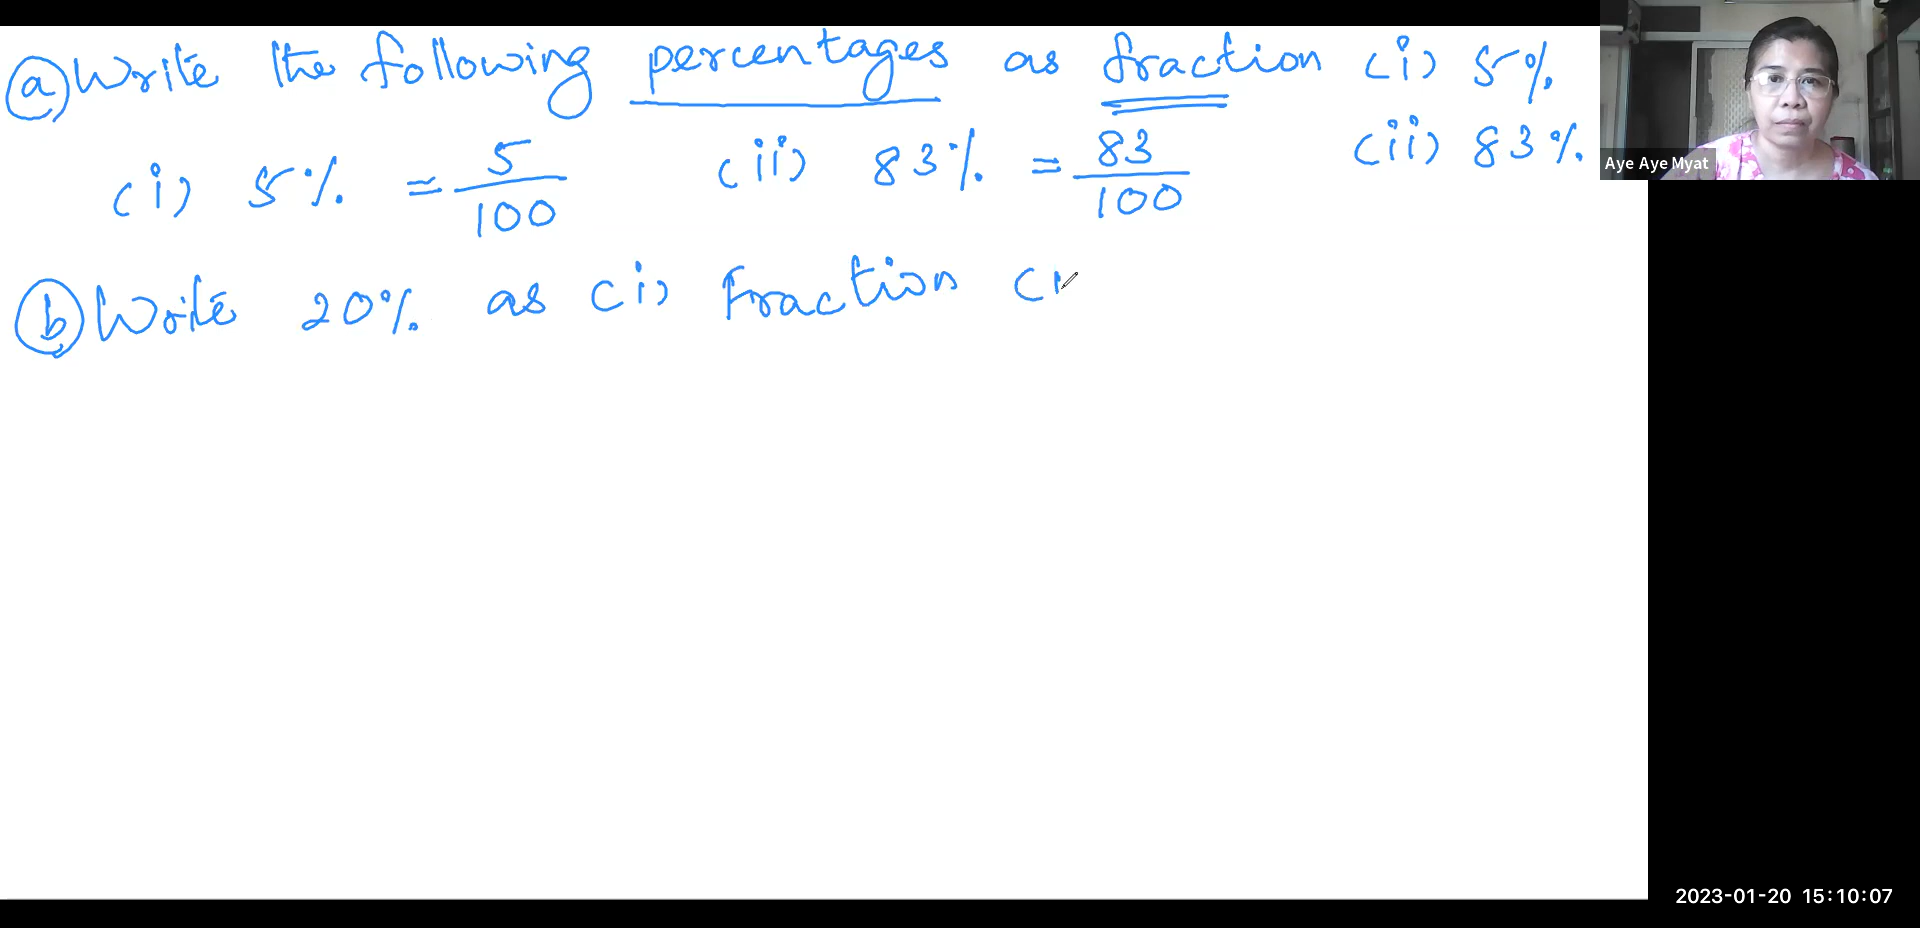 (a) Write the following percentages as fraction (i) 5%
(ii) 83%
(i) 5% = 5/100 (ii) 83% = 83/100
(b) Write 20% as (i) Fraction (
Aye Aye Myat
2023-01-20 15:10:07